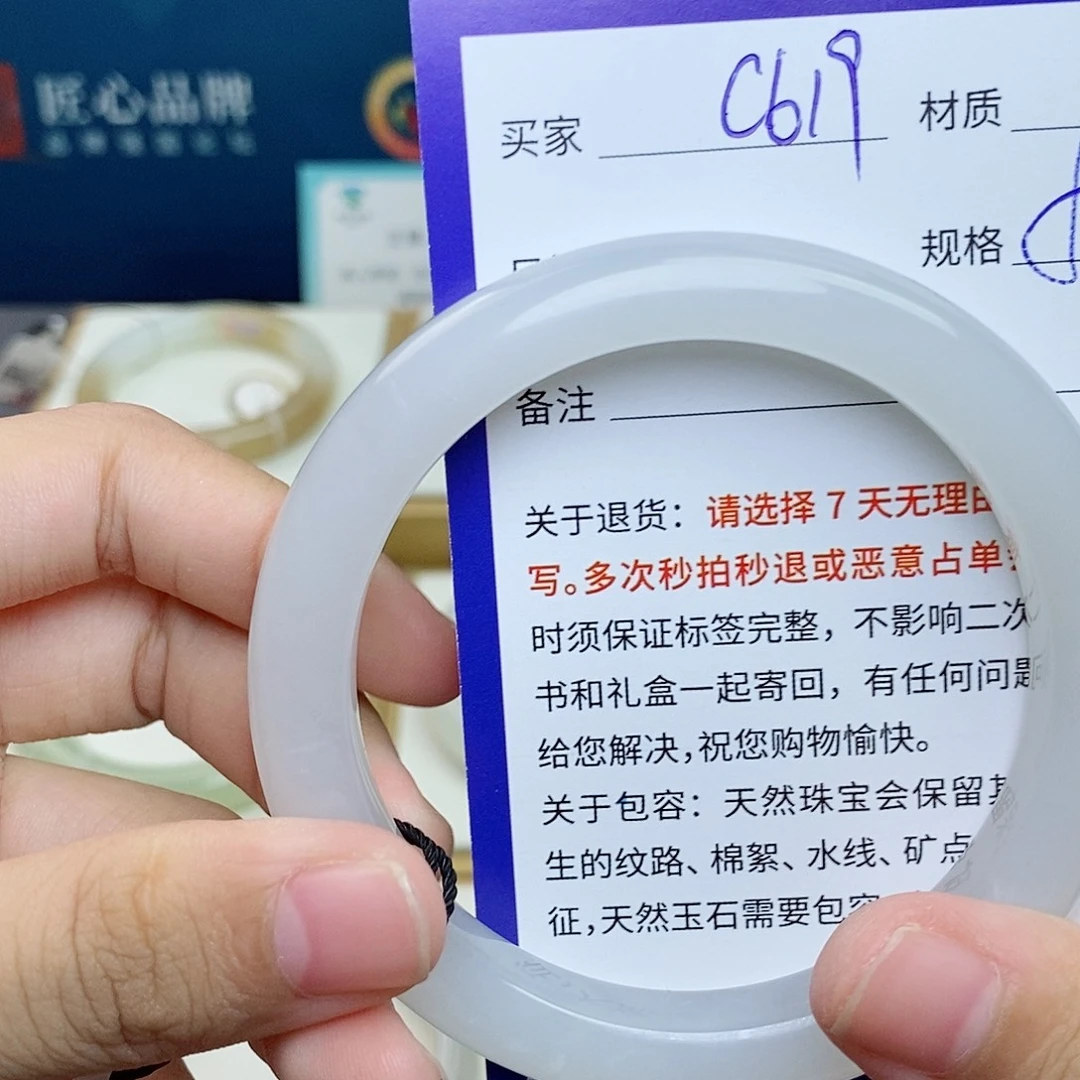 匠心品牌
买家 C619 材质
规格
备注
关于退货：请选择 7 天无理由
写。多次秒拍秒退或恶意占单
时须保证标签完整，不影响二次
书和礼盒一起寄回，有任何问题
给您解决，祝您购物愉快。
关于包容：天然珠宝会保留其
生的纹路、棉絮、水线、矿点
征，天然玉石需要包容